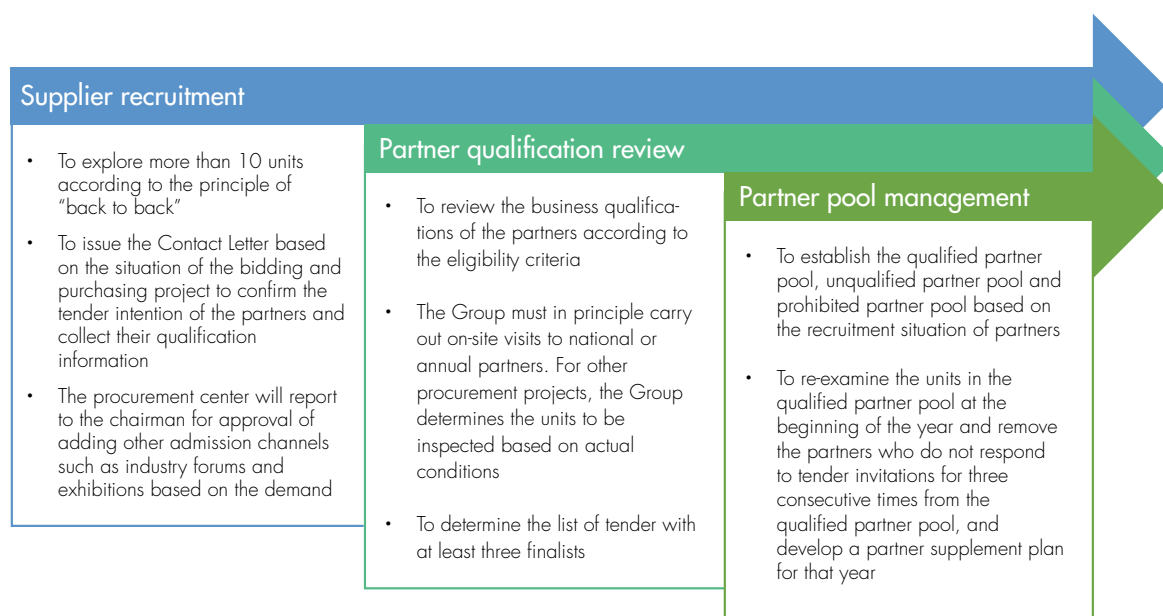 Supplier recruitment
• To explore more than 10 units
according to the principle of
“back to back”
• To issue the Contact Letter based
on the situation of the bidding and
purchasing project to confirm the
tender intention of the partners and
collect their qualification
information
• The procurement center will report
to the chairman for approval of
adding other admission channels
such as industry forums and
exhibitions based on the demand
Partner qualification review
• To review the business qualifica-
tions of the partners according to
the eligibility criteria
• The Group must in principle carry
out on-site visits to national or
annual partners. For other
procurement projects, the Group
determines the units to be
inspected based on actual
conditions
• To determine the list of tender with
at least three finalists
Partner pool management
• To establish the qualified partner
pool, unqualified partner pool and
prohibited partner pool based on
the recruitment situation of partners
• To re-examine the units in the
qualified partner pool at the
beginning of the year and remove
the partners who do not respond
to tender invitations for three
consecutive times from the
qualified partner pool, and
develop a partner supplement plan
for that year